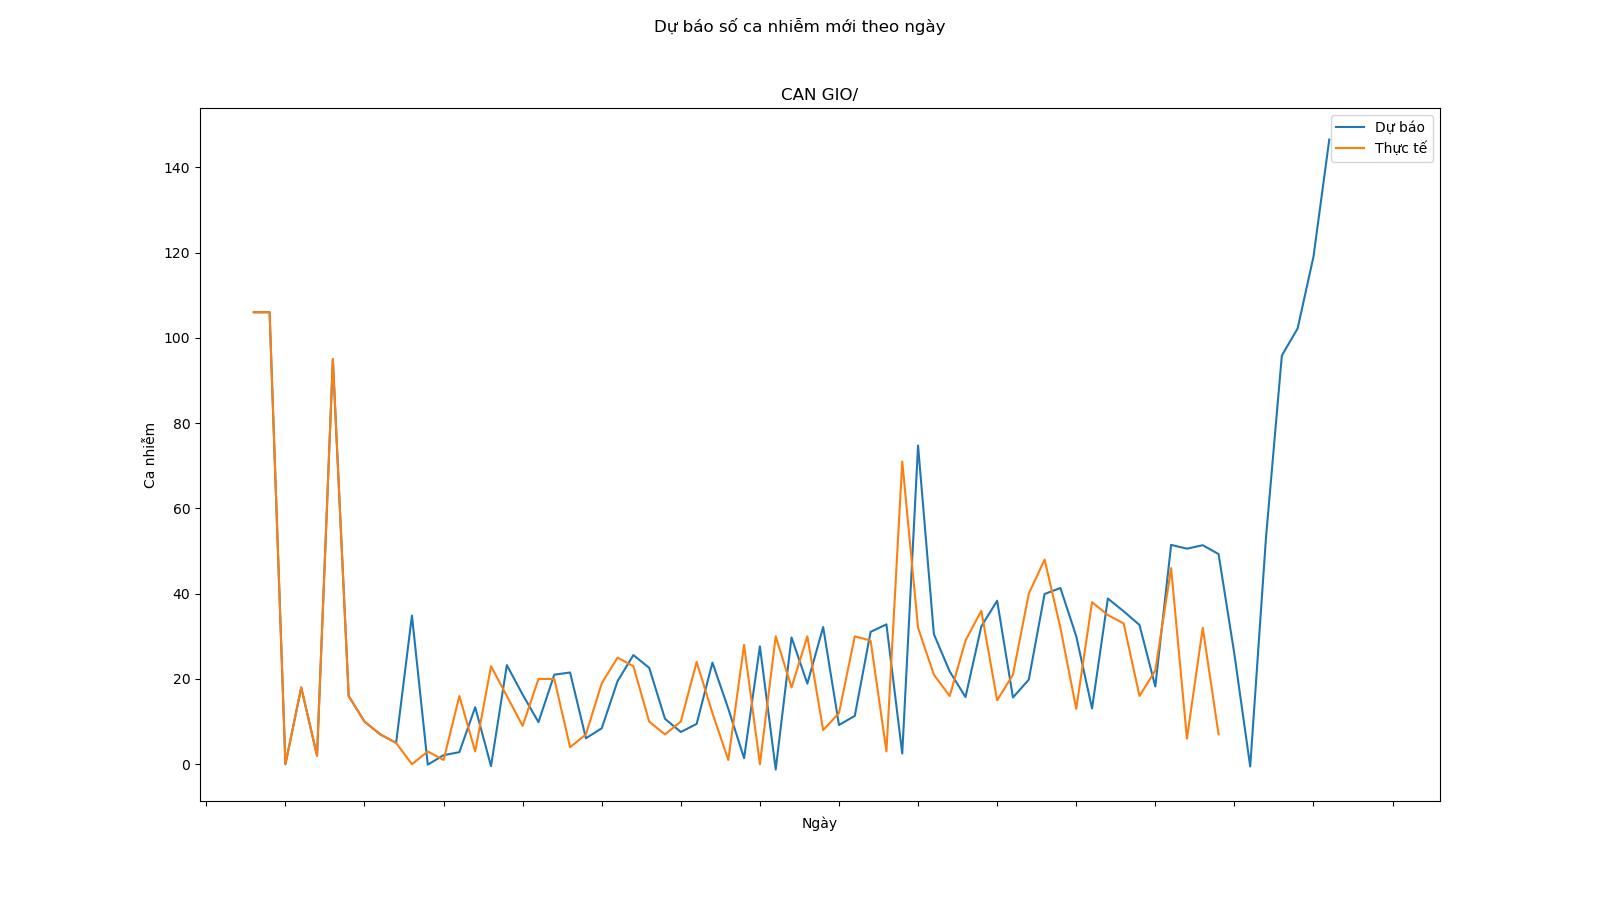 Dự báo số ca nhiễm mới theo ngày
CAN GIO/
Dự báo
Thực tế
140
120
100
80
60
40
20
0
Ca nhiễm
Ngày